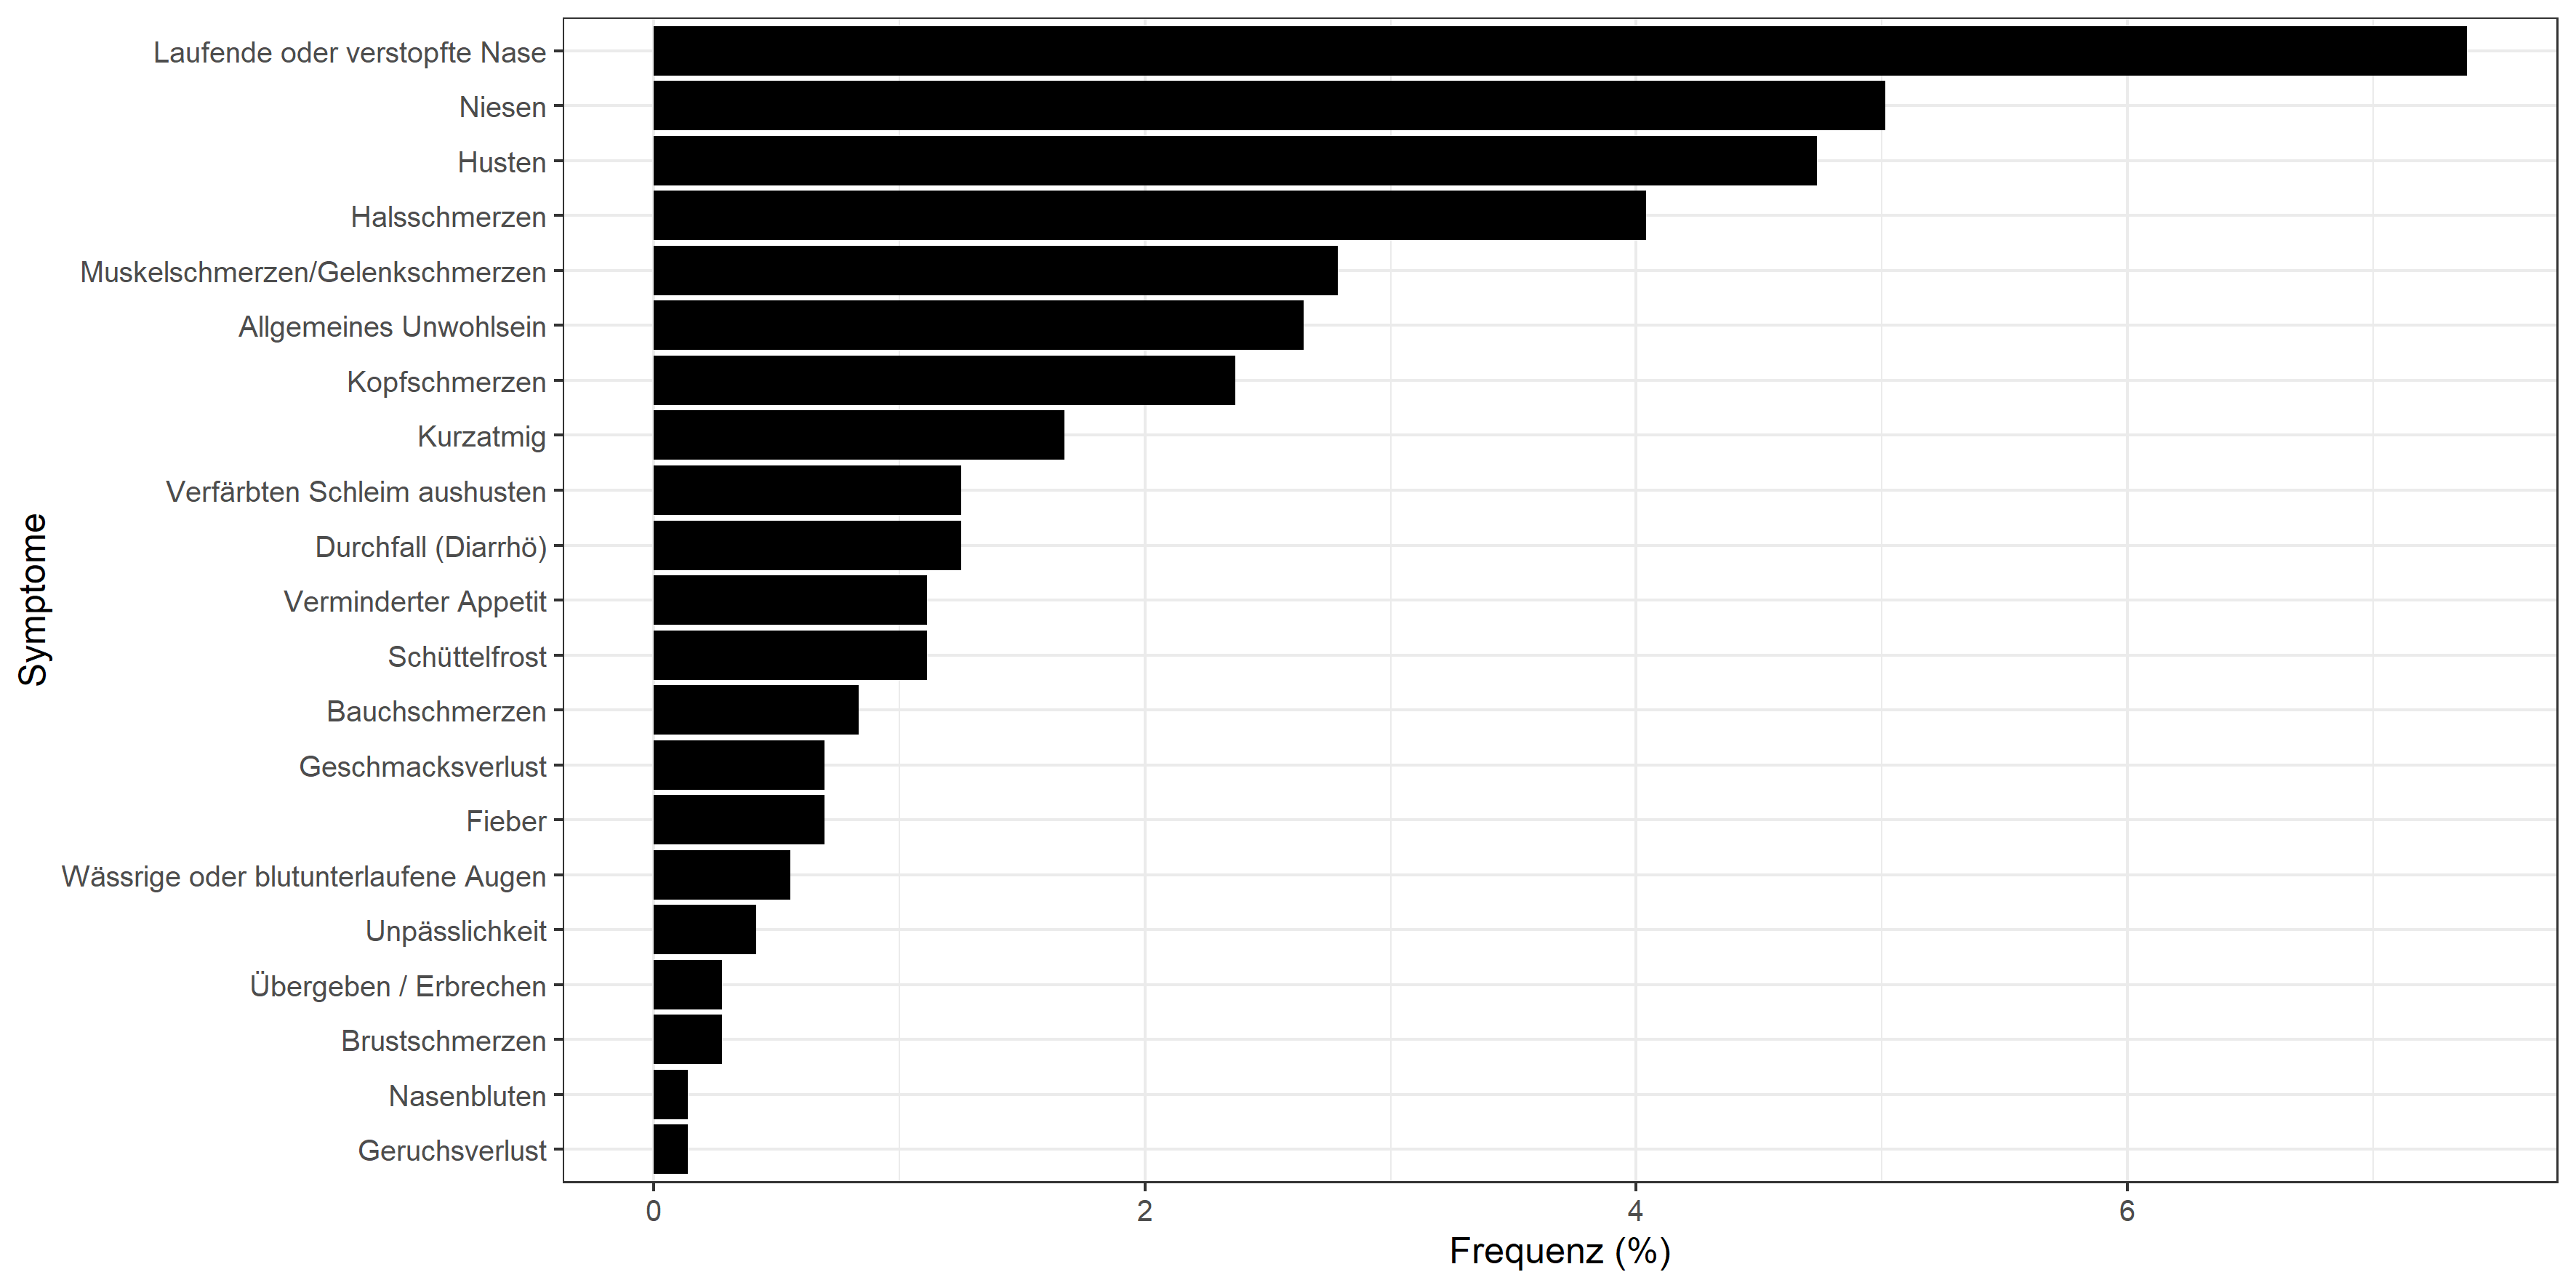 Laufende oder verstopfte Nase
Niesen
Husten
Halsschmerzen
Muskelschmerzen/Gelenkschmerzen
Allgemeines Unwohlsein
Kopfschmerzen
Kurzatmig
Verfärbten Schleim aushusten
Durchfall (Diarrhö)
Verminderter Appetit
Schüttelfrost
Bauchschmerzen
Geschmacksverlust
Fieber
Wässrige oder blutunterlaufene Augen
Unpässlichkeit
Übergeben / Erbrechen
Brustschmerzen
Nasenbluten
Geruchsverlust
Symptome
0 2 4 6
Frequenz (%)